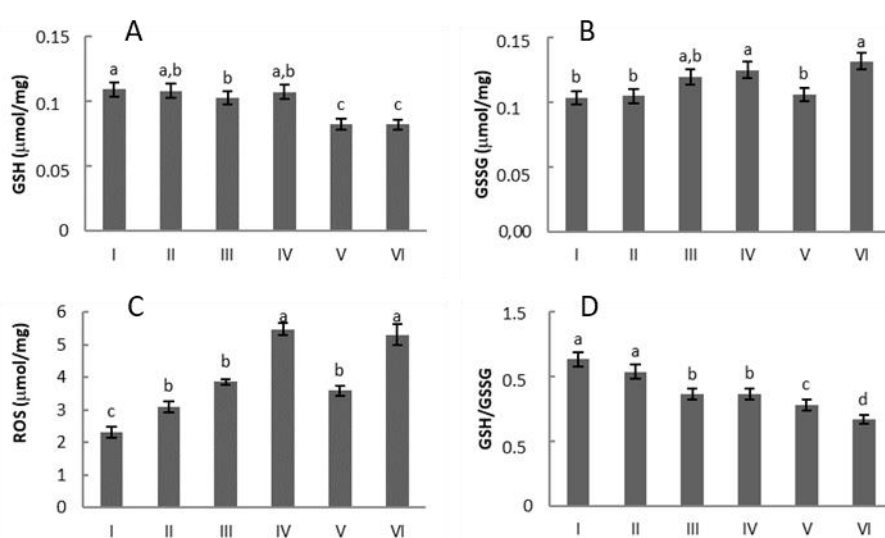 A
GSH (µmol/mg)
0.15
0.1
0.05
0
a
a,b
b
a,b
c
c
I II III IV V VI
B
GSSG (µmol/mg)
0.15
0.1
0.05
0,00
b
b
a,b
a
b
a
I II III IV V VI
C
ROS (µmol/mg)
6
5
4
3
2
1
0
c
b
b
a
b
a
I II III IV V VI
D
GSH/GSSG
1.5
0.5
0.5
0
a
a
b
b
c
d
I II III IV V VI